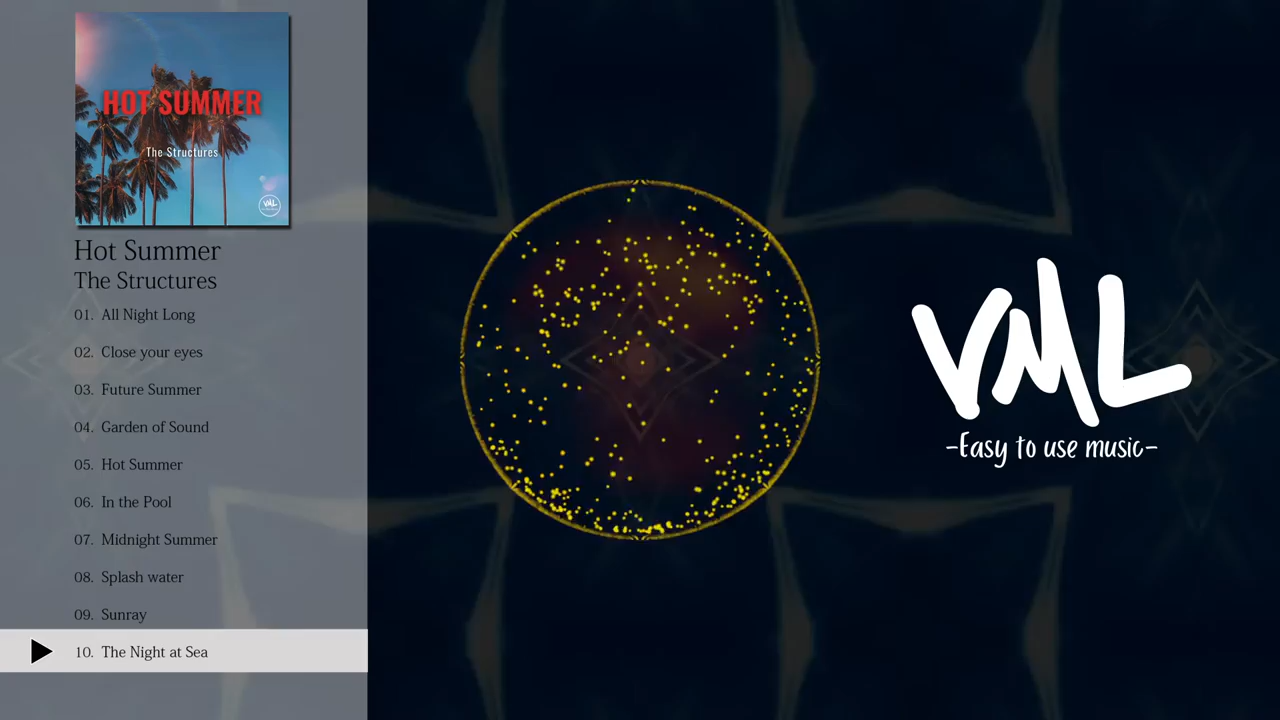 HOT SUMMER
The Structures
VML
Hot Summer
The Structures
01. All Night Long
02. Close your eyes
03. Future Summer
04. Garden of Sound
05. Hot Summer
06. In the Pool
07. Midnight Summer
08. Splash water
09. Sunray
10. The Night at Sea
VML
-Easy to use music-